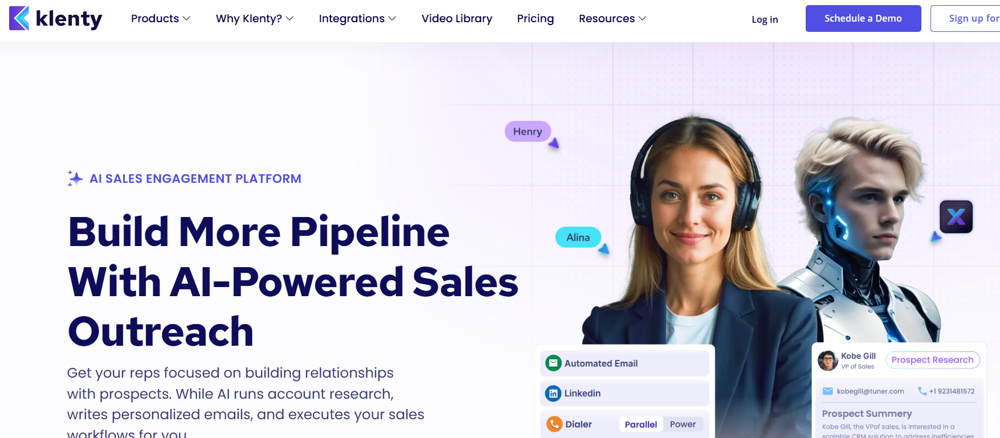 klenty
Products
Why Klenty?
Integrations
Video Library
Pricing
Resources
Log in
Schedule a Demo
Sign up for
Henry
Alina
AI SALES ENGAGEMENT PLATFORM
Build More Pipeline
With AI-Powered Sales
Outreach
Get your reps focused on building relationships
with prospects. While AI runs account research,
writes personalized emails, and executes your sales
workflows for you.
Automated Email
Linkedin
Dialer
Parallel
Power
Kobe Gill
VP of Sales
Prospect Research
kobegill@tuner.com
+1 9231481572
Prospect Summery
Kobe Gill, the VPof sales, is interested in a
scalable CRM solution to address inefficiencies